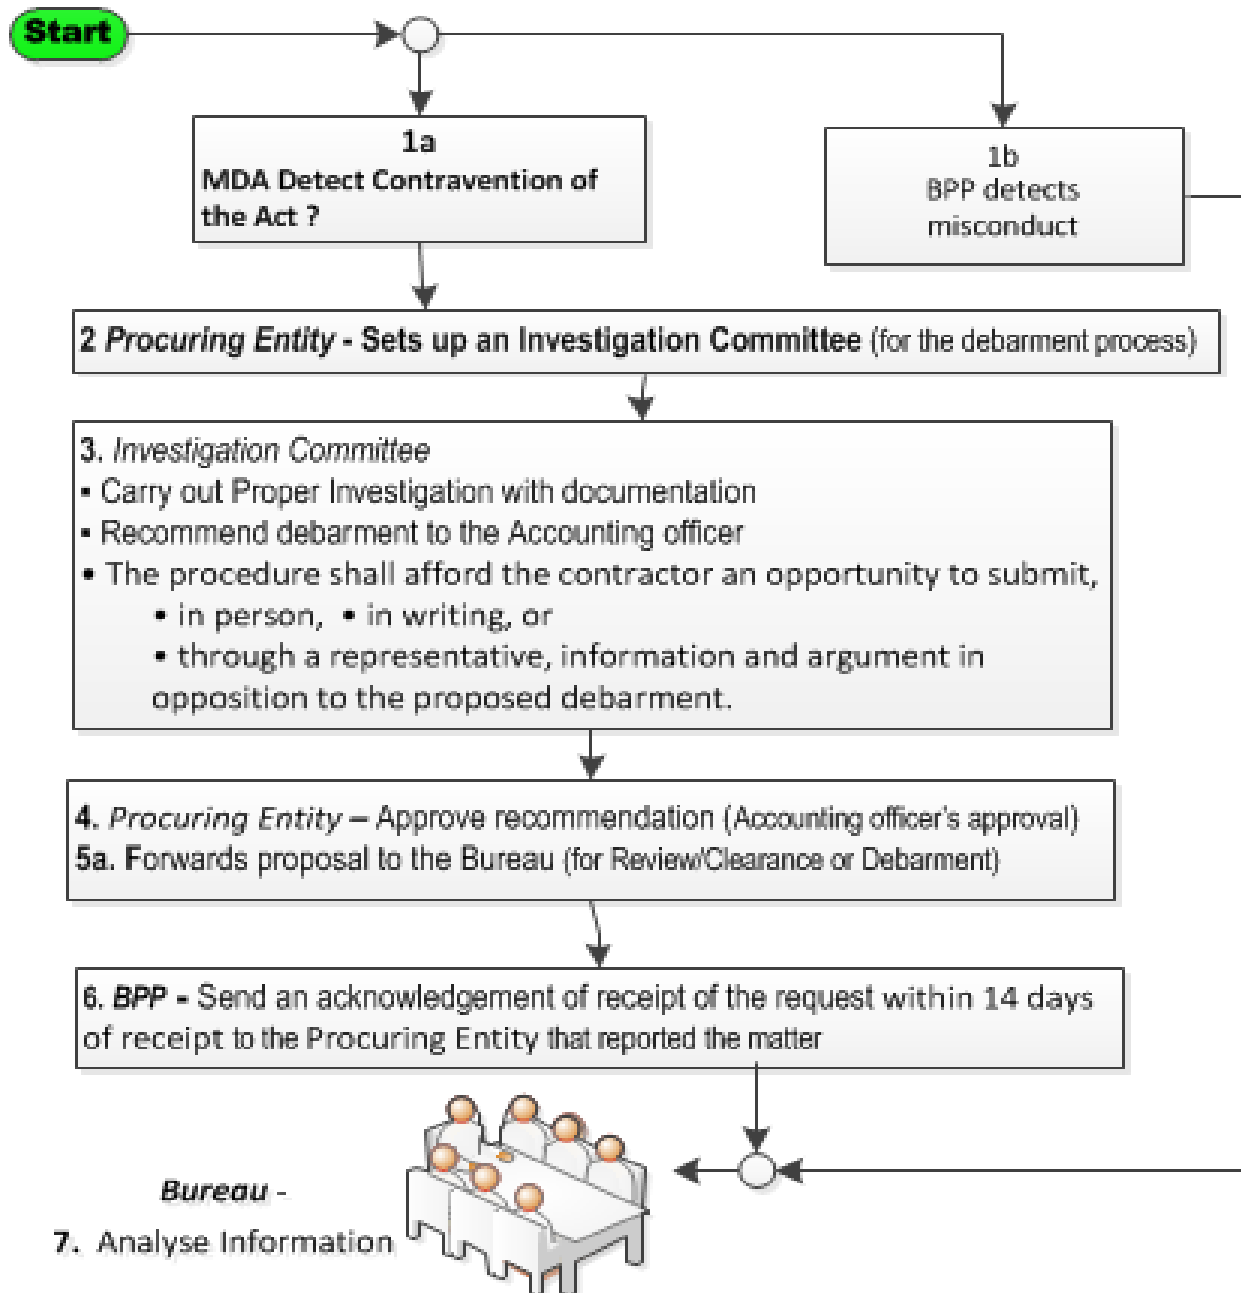 Start
1a
MDA Detect Contravention of
the Act ?
1b
BPP detects
misconduct
2 Procuring Entity - Sets up an Investigation Committee (for the debarment process)
3. Investigation Committee
▪ Carry out Proper Investigation with documentation
▪ Recommend debarment to the Accounting officer
• The procedure shall afford the contractor an opportunity to submit,
• in person, • in writing, or
• through a representative, information and argument in
opposition to the proposed debarment.
4. Procuring Entity – Approve recommendation (Accounting officer's approval)
5a. Forwards proposal to the Bureau (for Review/Clearance or Debarment)
6. BPP - Send an acknowledgement of receipt of the request within 14 days
of receipt to the Procuring Entity that reported the matter
Bureau -
7. Analyse Information